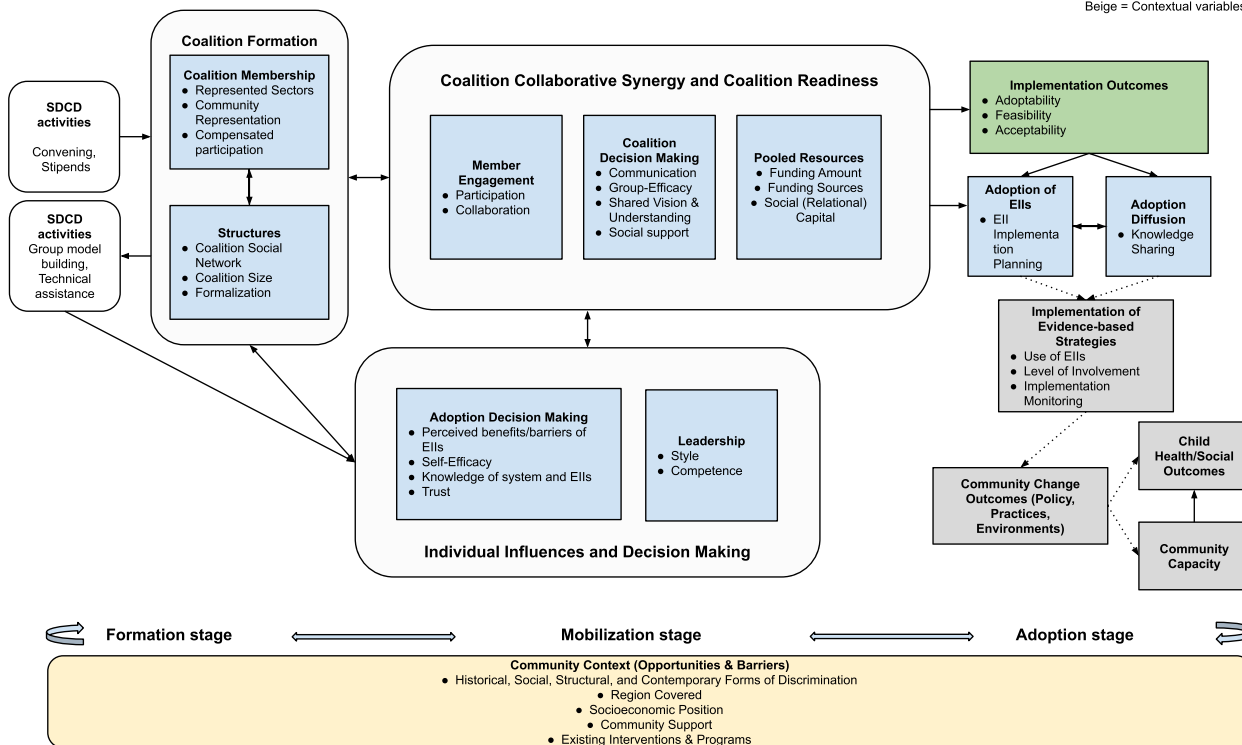 Beige = Contextual variables
Coalition Formation
Coalition Membership
● Represented Sectors
● Community
Representation
● Compensated
participation
SDCD
activities
Convening,
Stipends
SDCD
activities
Group model
building,
Technical
assistance
Structures
● Coalition Social
Network
● Coalition Size
● Formalization
Coalition Collaborative Synergy and Coalition Readiness
Member
Engagement
● Participation
● Collaboration
Coalition
Decision Making
● Communication
● Group-Efficacy
● Shared Vision &
Understanding
● Social support
Pooled Resources
● Funding Amount
● Funding Sources
● Social (Relational)
Capital
Implementation Outcomes
● Adoptability
● Feasibility
● Acceptability
Adoption of
EIIs
● EII
Implementa
tion
Planning
Adoption
Diffusion
● Knowledge
Sharing
Implementation of
Evidence-based
Strategies
● Use of EIIs
● Level of Involvement
● Implementation
Monitoring
Adoption Decision Making
● Perceived benefits/barriers of
EIIs
● Self-Efficacy
● Knowledge of system and EIIs
● Trust
Leadership
● Style
● Competence
Individual Influences and Decision Making
Community Change
Outcomes (Policy,
Practices,
Environments)
Child
Health/Social
Outcomes
Community
Capacity
Formation stage
Mobilization stage
Adoption stage
Community Context (Opportunities & Barriers)
● Historical, Social, Structural, and Contemporary Forms of Discrimination
● Region Covered
● Socioeconomic Position
● Community Support
● Existing Interventions & Programs